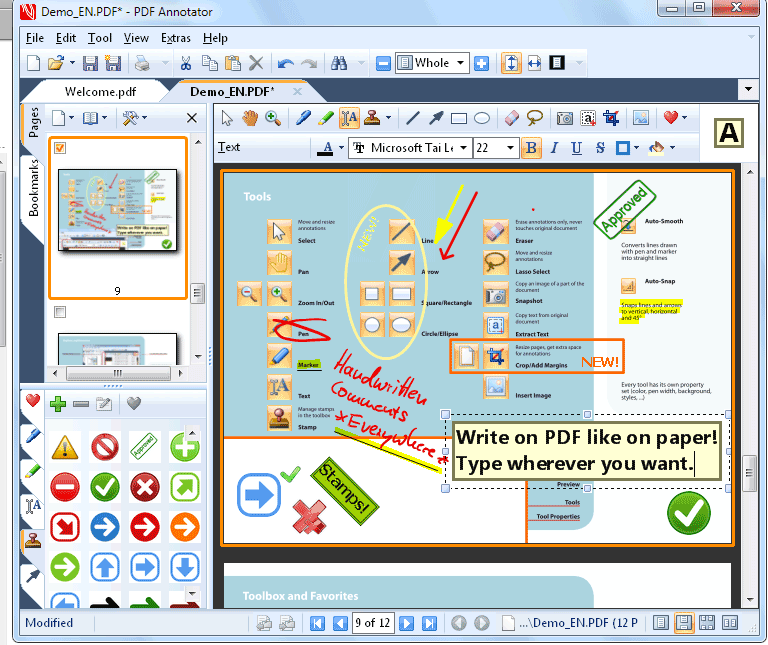 Demo_EN.PDF* - PDF Annotator
File Edit Tool View Extras Help
Whole
Welcome.pdf Demo_EN.PDF*
Pages
Bookmarks
A
Text Microsoft Tai Le 22 B I U S
9
Tools
Move and resize
annotations
Select
Pan
Zoom In/Out
Pen
Marker
Text
Manage stamps
in the toolbox
Stamp
NEW!
Line
Arrow
Square/Rectangle
Circle/Ellipse
Erase annotations only, never
touches original document
Eraser
Move and resize
annotations
Lasso Select
Copy an image of a part of the
document
Snapshot
Copy text from original
document
Extract Text
Resize pages, get extra space
for annotations
Crop/Add Margins
NEW!
Insert Image
Approved
Auto-Smooth
Converts lines drawn
with pen and marker
into straight lines
Auto-Snap
Snaps lines and arrows
to vertical, horizontal
and 45°
Every tool has its own property
set (color, pen width, background,
styles, ...)
Handwritten
Comments
*Everywhere*
Write on PDF like on paper!
Type wherever you want.
Stamps!
Preview
Tools
Tool Properties
Toolbox and Favorites
Approved
Modified
9 of 12
...\Demo_EN.PDF (12 P